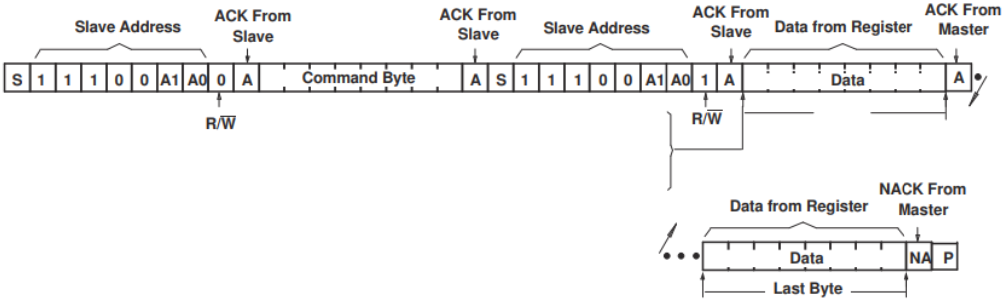 Slave Address
ACK From
Slave
ACK From
Slave
Slave Address
ACK From
Slave
Data from Register
ACK From
Master
S 1 1 1 0 0 A1 A0 0 A Command Byte A S 1 1 1 0 0 A1 A0 1 A Data A
R/W̅
R/W̅
Data from Register
NACK From
Master
Data NA P
Last Byte